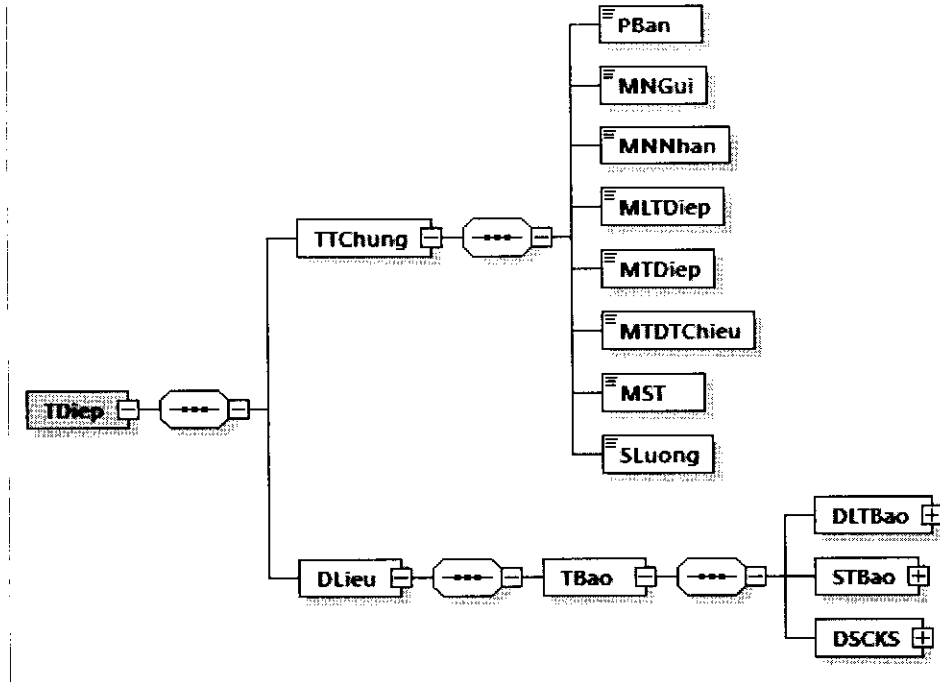 PBan
MNGui
MNNhan
MLTDiep
TTChung
MTDiep
MTDTChieu
MST
SLuong
TDiep
DLieu
TBao
DLTBao
STBao
DSCKS